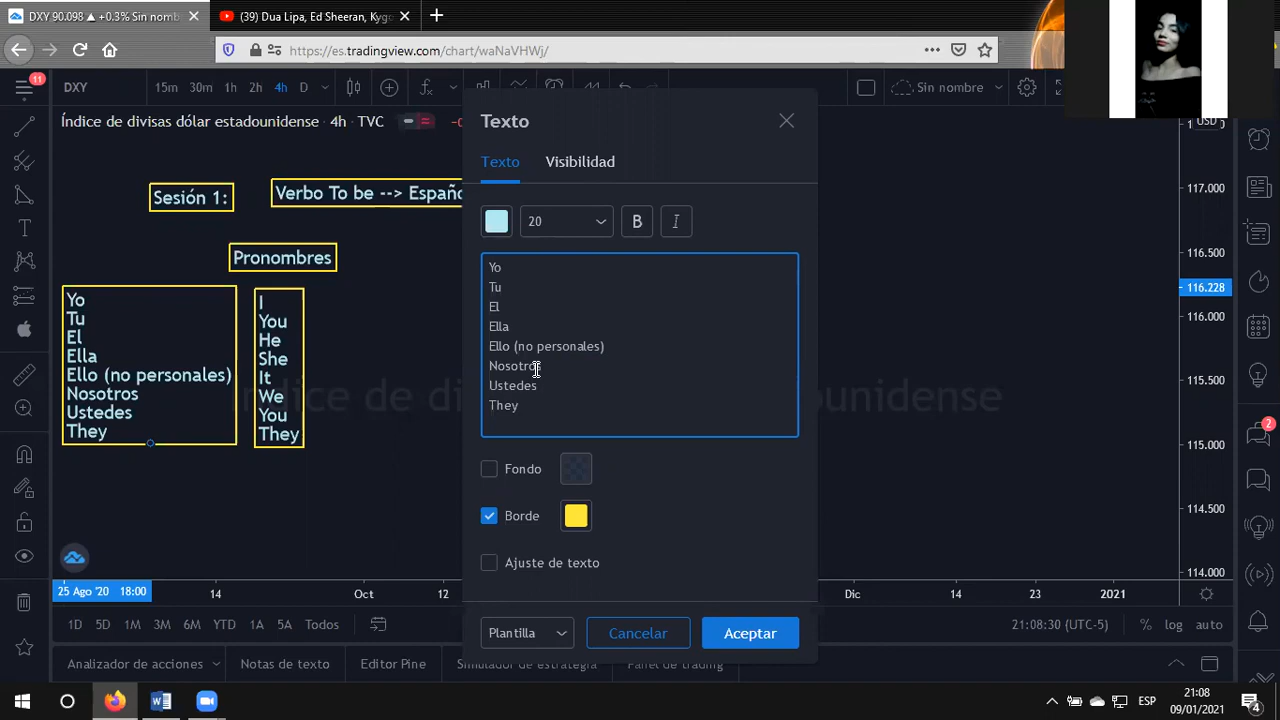 DXY 90.098 ▲ +0.3% Sin nomb
(39) Dua Lipa, Ed Sheeran, Kyg
https://es.tradingview.com/chart/waNaVHWj/
11
DXY
15m 30m 1h 2h 4h D
Sin nombre
Índice de divisas dólar estadounidense · 4h · TVC
USD
Texto
Texto Visibilidad
20 B I
Sesión 1:
Verbo To be --> Españo
Pronombres
Yo
Tu
El
Ella
Ello (no personales)
Nosotros
Ustedes
They
I
You
He
She
It
We
You
They
Yo
Tu
El
Ella
Ello (no personales)
Nosotros
Ustedes
They
Fondo
Borde
Ajuste de texto
Plantilla
Cancelar
Aceptar
117.000
116.500
116.228
115.500
115.000
114.500
114.000
2
25 Ago '20 18:00 14 Oct 12 Dic 14 23 2021
1D 5D 1M 3M 6M YTD 1A 5A Todos
21:08:30 (UTC-5) % log auto
Analizador de acciones Notas de texto Editor Pine Simulador de estrategia Panel de trading
ESP
21:08
09/01/2021
4